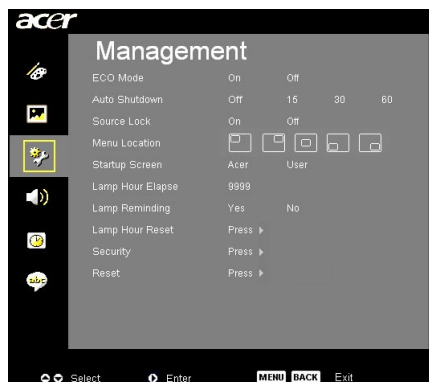 acer
Management
ECO Mode On Off
Auto Shutdown Off 15 30 60
Source Lock On Off
Menu Location
Startup Screen Acer User
Lamp Hour Elapse 9999
Lamp Reminding Yes No
Lamp Hour Reset Press
Security Press
Reset Press
abc
Select Enter MENU BACK Exit